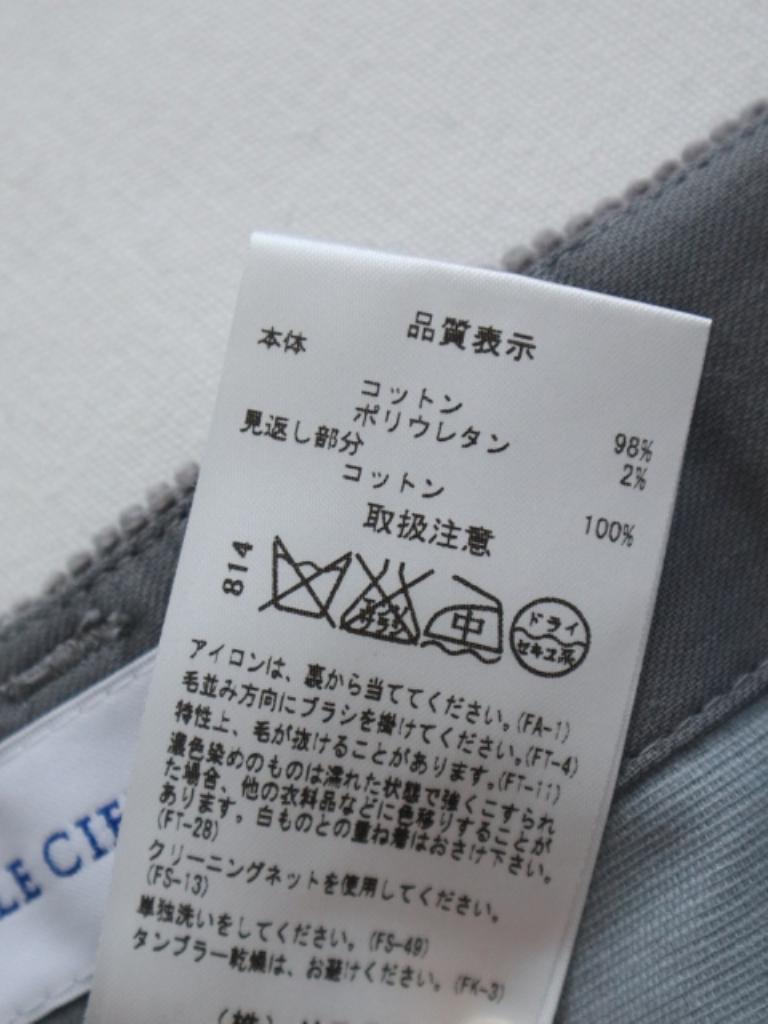 品質表示
本体
コットン 98%
ポリウレタン 2%
見返し部分
コットン 100%
取扱注意
814
エンソ サラシ 中 ドライ セキユ系
アイロンは、裏から当ててください。(FA-1)
毛並み方向にブラシを掛けてください。(FT-4)
特性上、毛が抜けることがあります。(FT-11)
濃色染めのものは濡れた状態で強くこすられ
た場合、他の衣料品などに色移りすることが
あります。白ものとの重ね着はおさけ下さい。
(FT-28)
クリーニングネットを使用してください。
(FS-13)
単独洗いをしてください。(FS-49)
タンブラー乾燥は、お避けください。(FK-3)
(株)
LE CIE